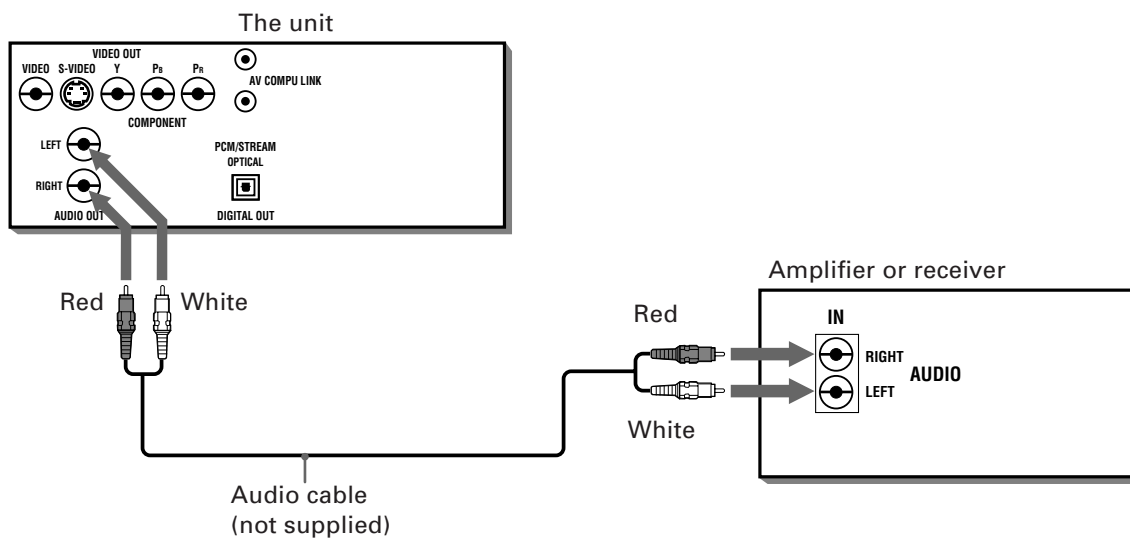 The unit
VIDEO OUT
VIDEO S-VIDEO Y PB PR
AV COMPU LINK
COMPONENT
LEFT
PCM/STREAM
OPTICAL
RIGHT
AUDIO OUT
DIGITAL OUT
Red
White
Amplifier or receiver
Red
IN
RIGHT
AUDIO
LEFT
White
Audio cable
(not supplied)